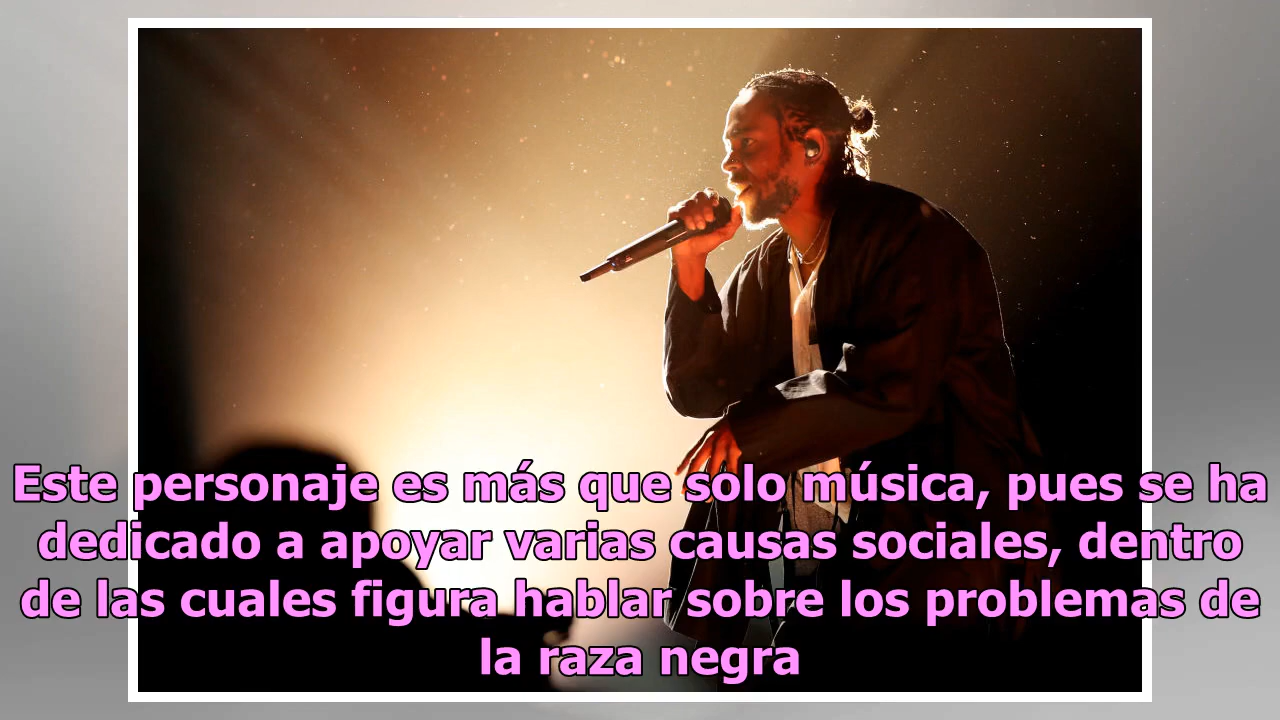 Este personaje es más que solo música, pues se ha
dedicado a apoyar varias causas sociales, dentro
de las cuales figura hablar sobre los problemas de
la raza negra